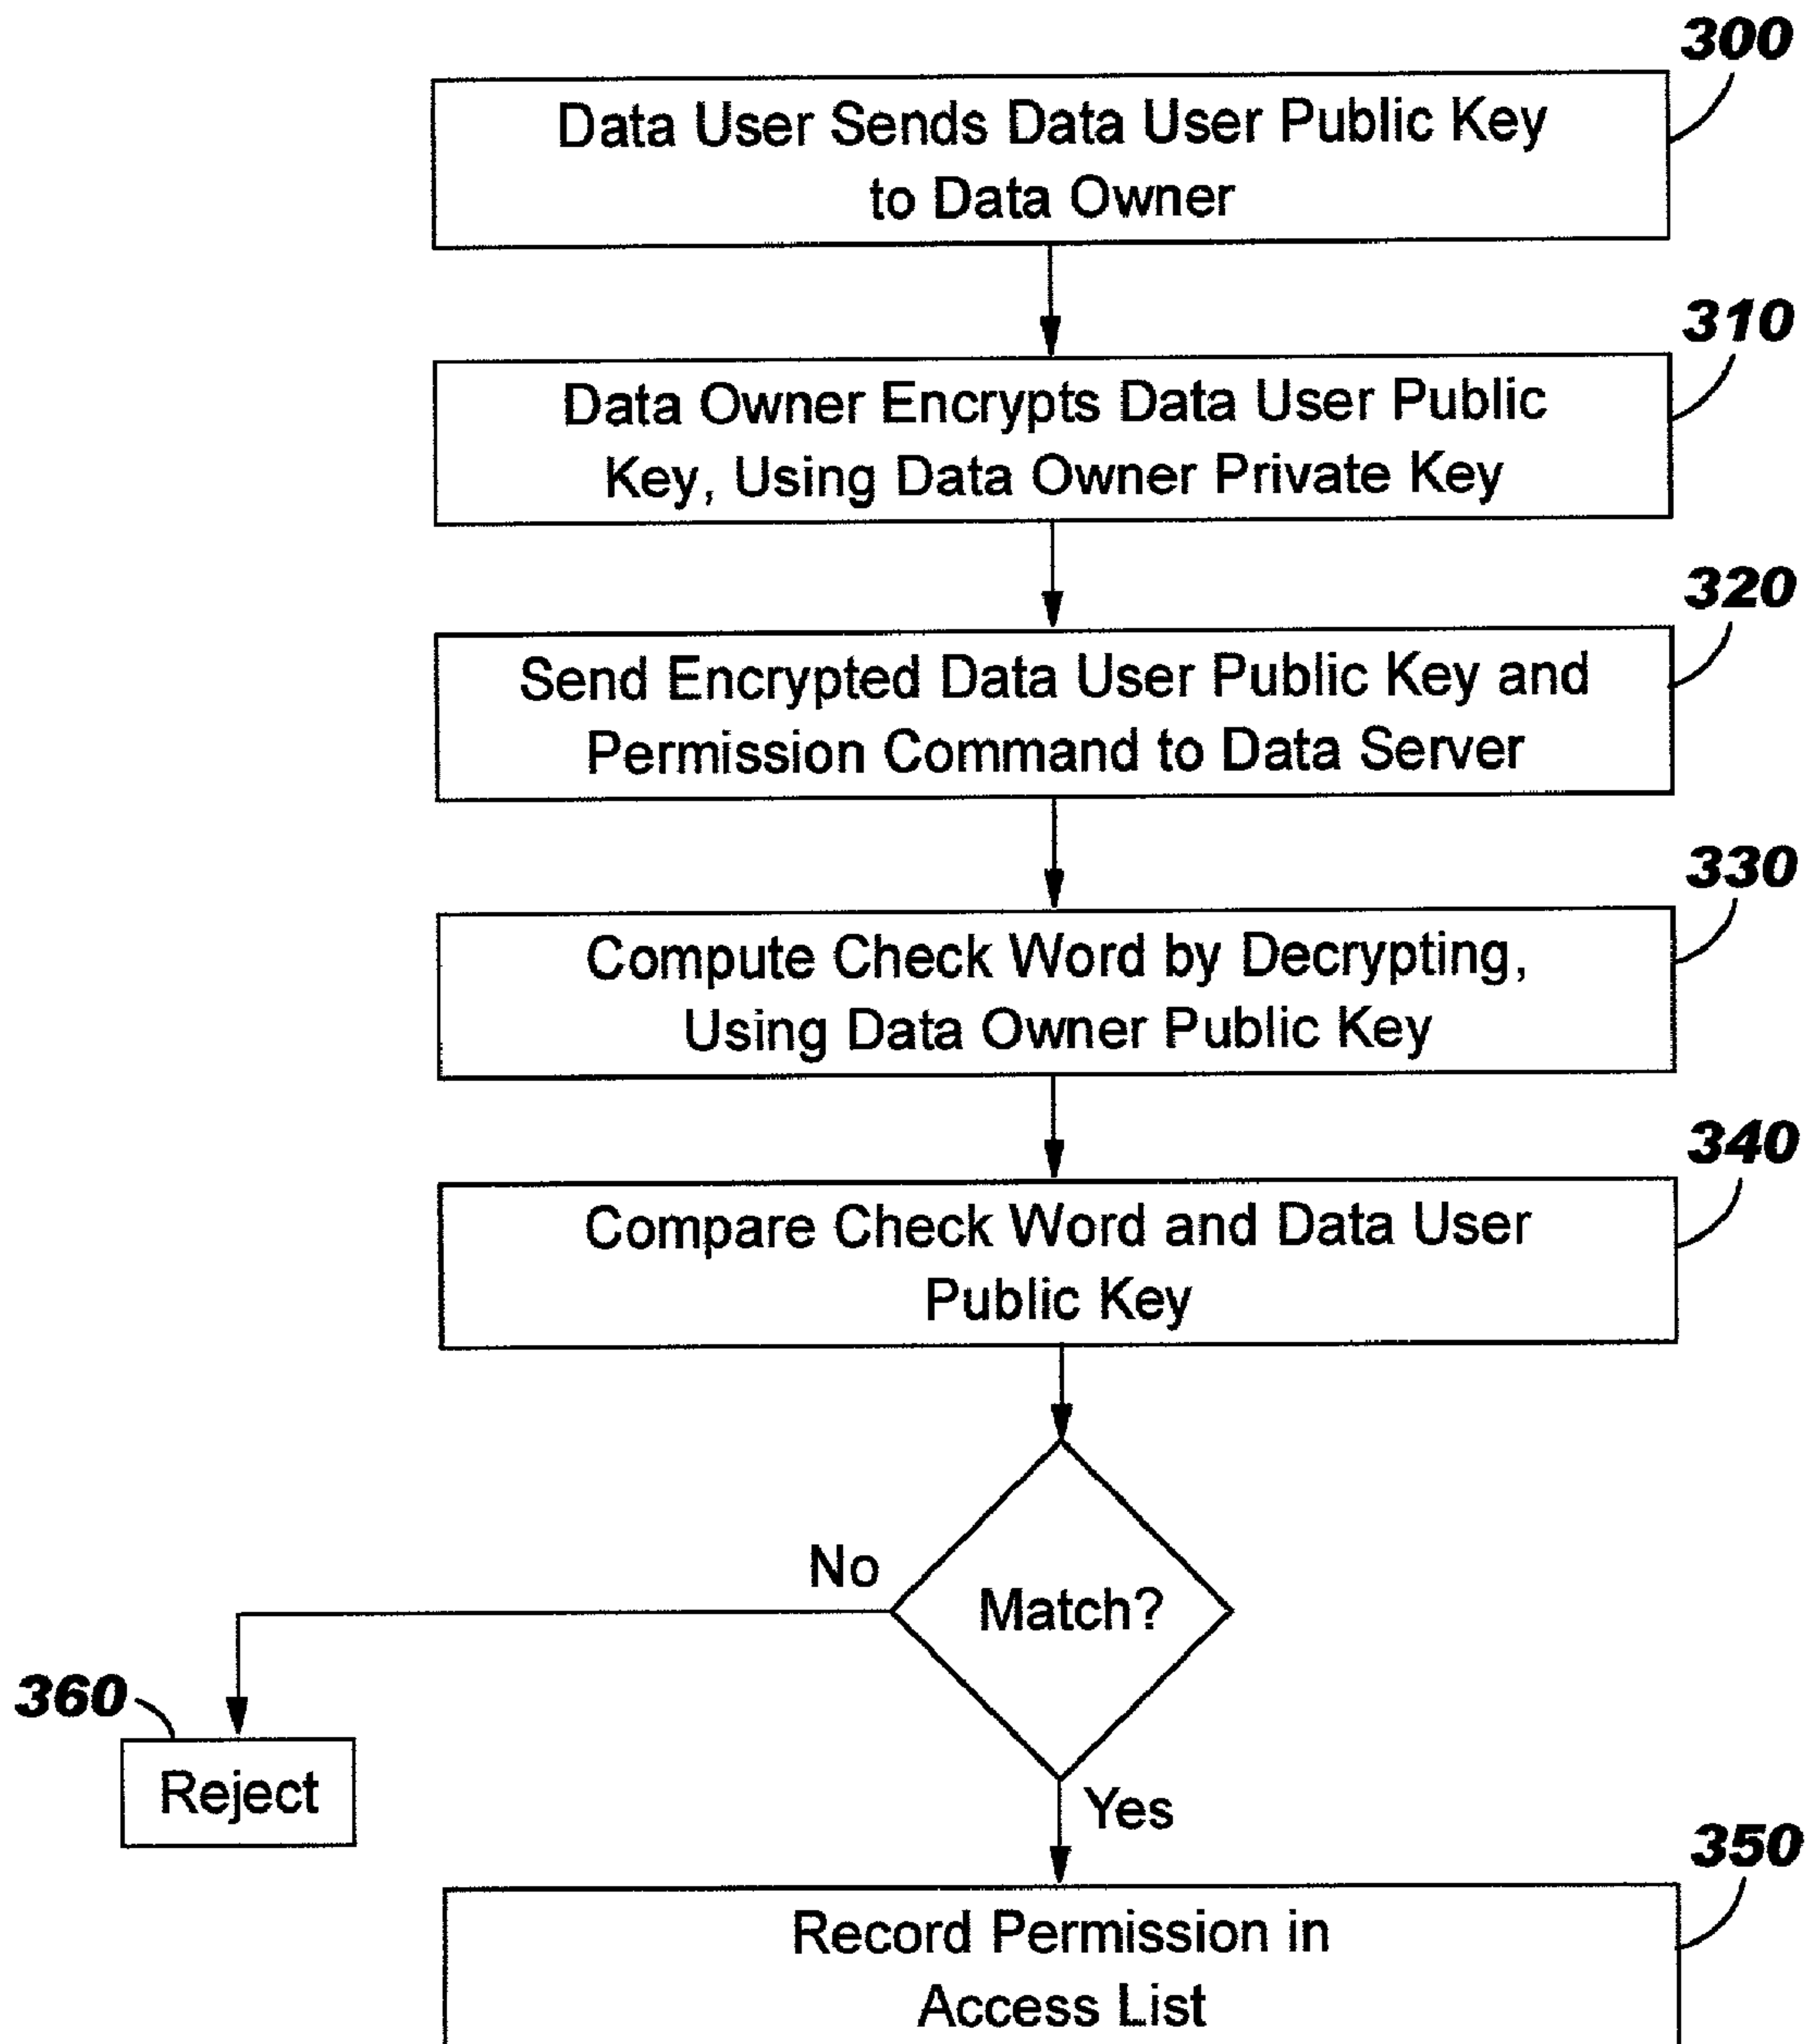 300
Data User Sends Data User Public Key
to Data Owner
310
Data Owner Encrypts Data User Public
Key, Using Data Owner Private Key
320
Send Encrypted Data User Public Key and
Permission Command to Data Server
330
Compute Check Word by Decrypting,
Using Data Owner Public Key
340
Compare Check Word and Data User
Public Key
No
Match?
360
Reject
Yes
350
Record Permission in
Access List